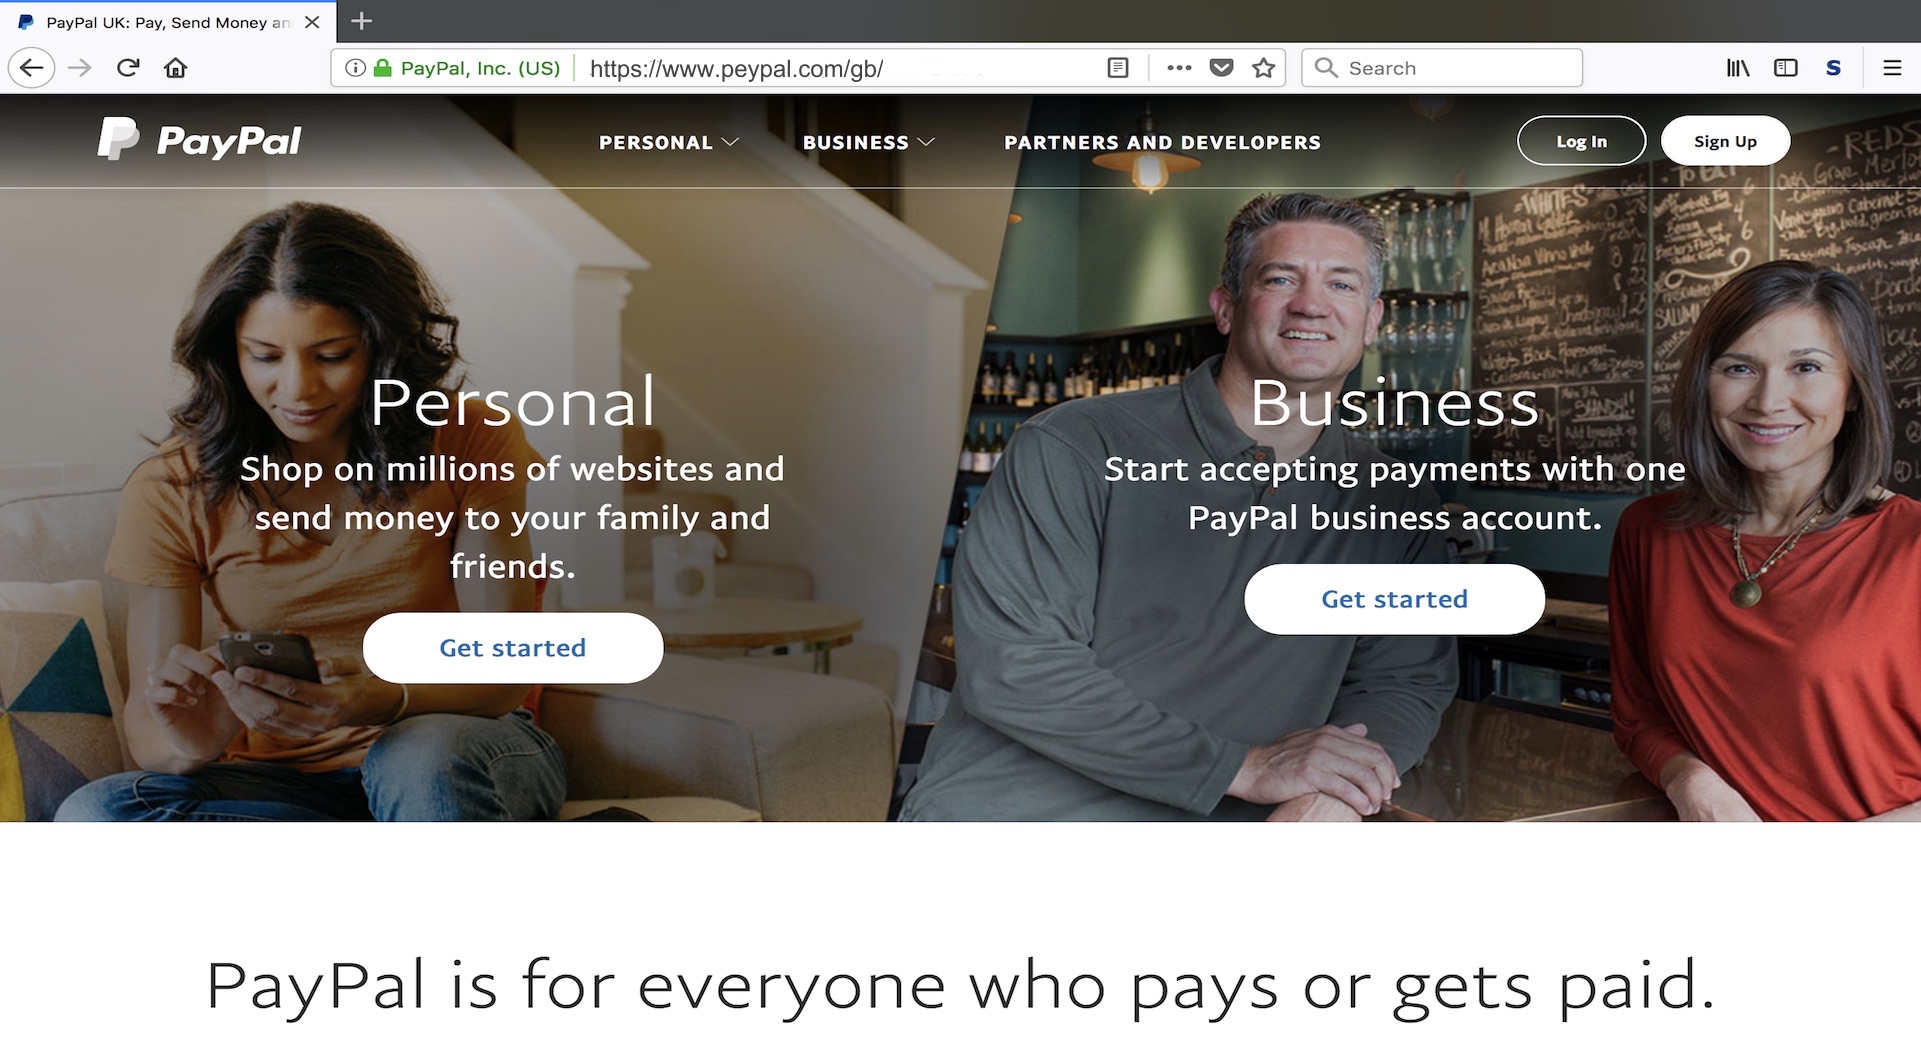 PayPal UK: Pay, Send Money an
PayPal, Inc. (US)
https://www.peypal.com/gb/
Search
S
PayPal
PERSONAL
BUSINESS
PARTNERS AND DEVELOPERS
Log In
Sign Up
WHITES
REDS
Personal
Shop on millions of websites and
send money to your family and
friends.
Get started
Business
Start accepting payments with one
PayPal business account.
Get started
PayPal is for everyone who pays or gets paid.